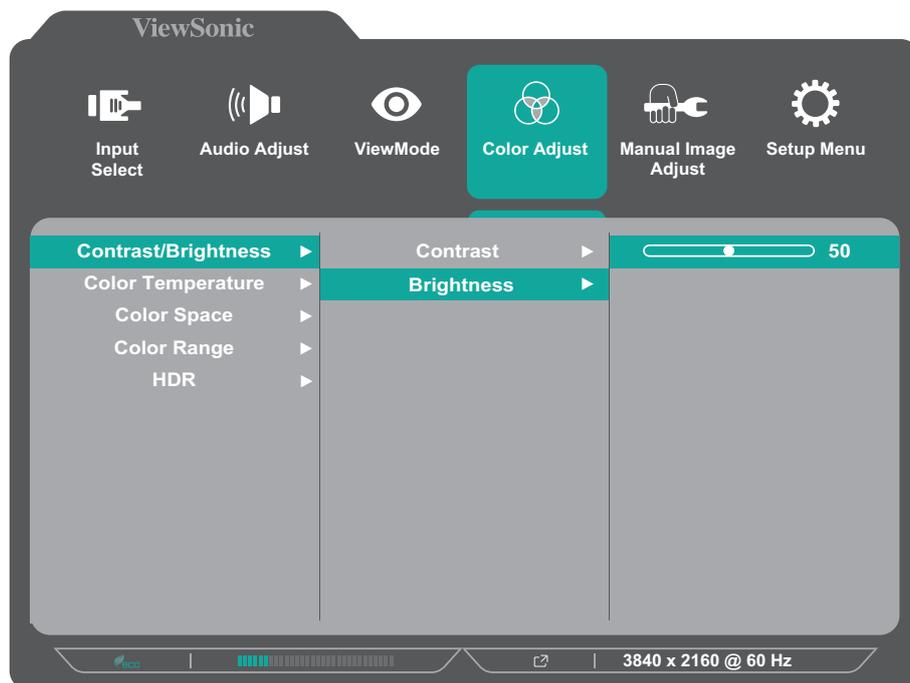 ViewSonic
Input
Select
Audio Adjust
ViewMode
Color Adjust
Manual Image
Adjust
Setup Menu
Contrast/Brightness
Contrast
50
Color Temperature
Brightness
Color Space
Color Range
HDR
eco
3840 x 2160 @ 60 Hz